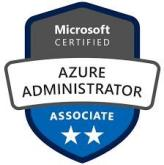 Microsoft
CERTIFIED
AZURE
ADMINISTRATOR
ASSOCIATE